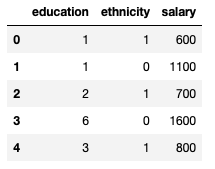 education ethnicity salary
0 1 1 600
1 1 0 1100
2 2 1 700
3 6 0 1600
4 3 1 800